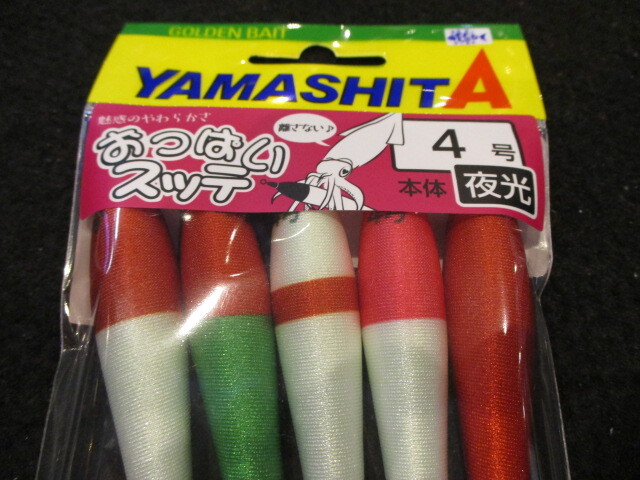 GOLDEN BAIT
YAMASHITA
魅惑のやわらかさ
おっぱい
スッテ
離さない♪
4号
本体 夜光